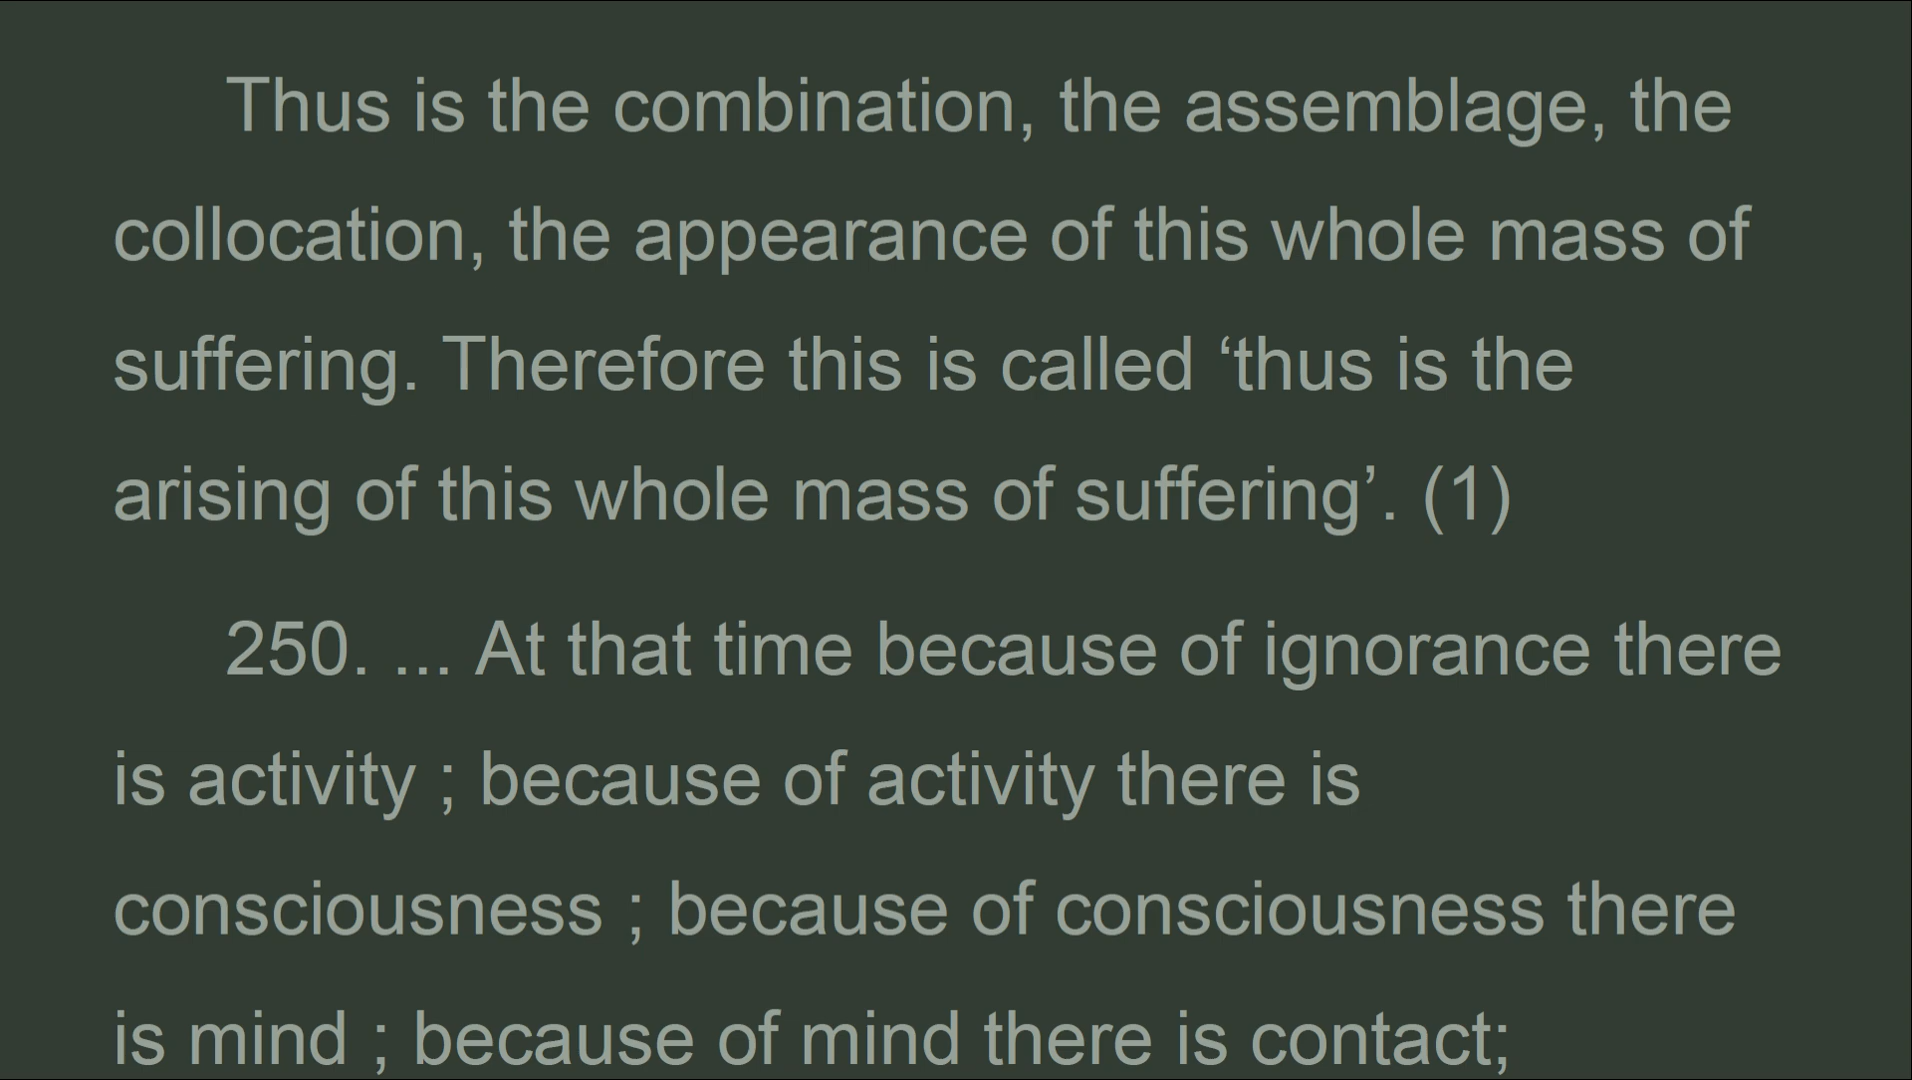 Thus is the combination, the assemblage, the
collocation, the appearance of this whole mass of
suffering. Therefore this is called ‘thus is the
arising of this whole mass of suffering’. (1)
250. ... At that time because of ignorance there
is activity ; because of activity there is
consciousness ; because of consciousness there
is mind ; because of mind there is contact;